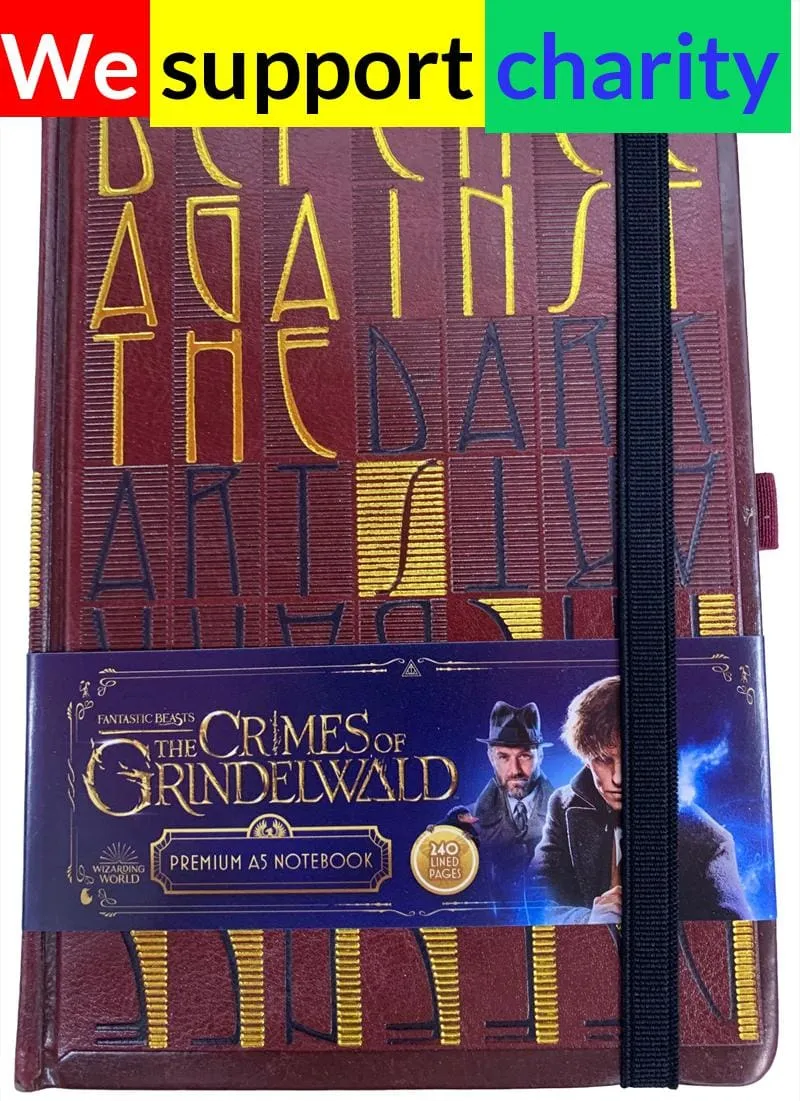 We support charity
DEFENCE
AGAINST
THE DARK
ARTS
FANTASTIC BEASTS
THE CRIMES OF
GRINDELWALD
WIZARDING
WORLD
PREMIUM A5 NOTEBOOK
240
LINED
PAGES